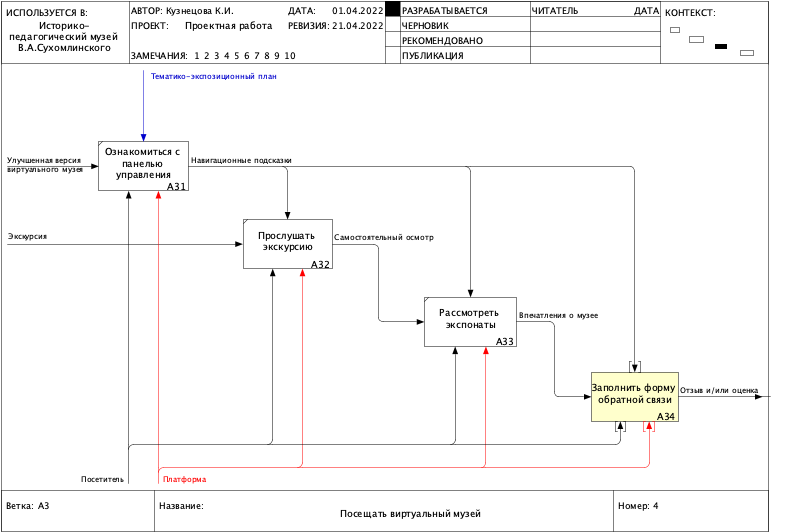 ИСПОЛЬЗУЕТСЯ В:
Историко-
педагогический музей
В.А.Сухомлинского
АВТОР: Кузнецова К.И.
ДАТА: 01.04.2022
ПРОЕКТ: Проектная работа
РЕВИЗИЯ: 21.04.2022
ЗАМЕЧАНИЯ: 1 2 3 4 5 6 7 8 9 10
РАЗРАБАТЫВАЕТСЯ
ЧЕРНОВИК
РЕКОМЕНДОВАНО
ПУБЛИКАЦИЯ
ЧИТАТЕЛЬ ДАТА
КОНТЕКСТ:
Тематико-экспозиционный план
Улучшенная версия
виртуального музея
Ознакомиться с
панелью
управления
A31
Навигационные подсказки
Экскурсия
Прослушать
экскурсию
A32
Самостоятельный осмотр
Рассмотреть
экспонаты
A33
Впечатления о музее
Заполнить форму
обратной связи
A34
Отзыв и/или оценка
Посетитель
Платформа
Ветка: A3
Название:
Посещать виртуальный музей
Номер: 4